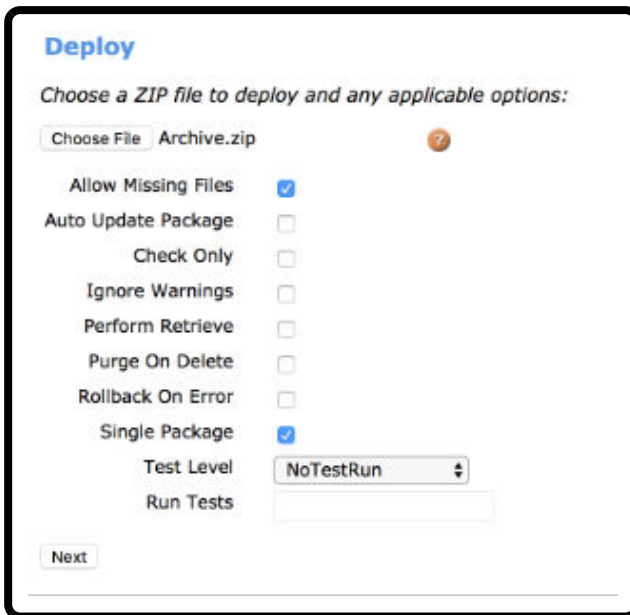 Deploy
Choose a ZIP file to deploy and any applicable options:
Choose File Archive.zip ?
Allow Missing Files
Auto Update Package
Check Only
Ignore Warnings
Perform Retrieve
Purge On Delete
Rollback On Error
Single Package
Test Level NoTestRun
Run Tests
Next